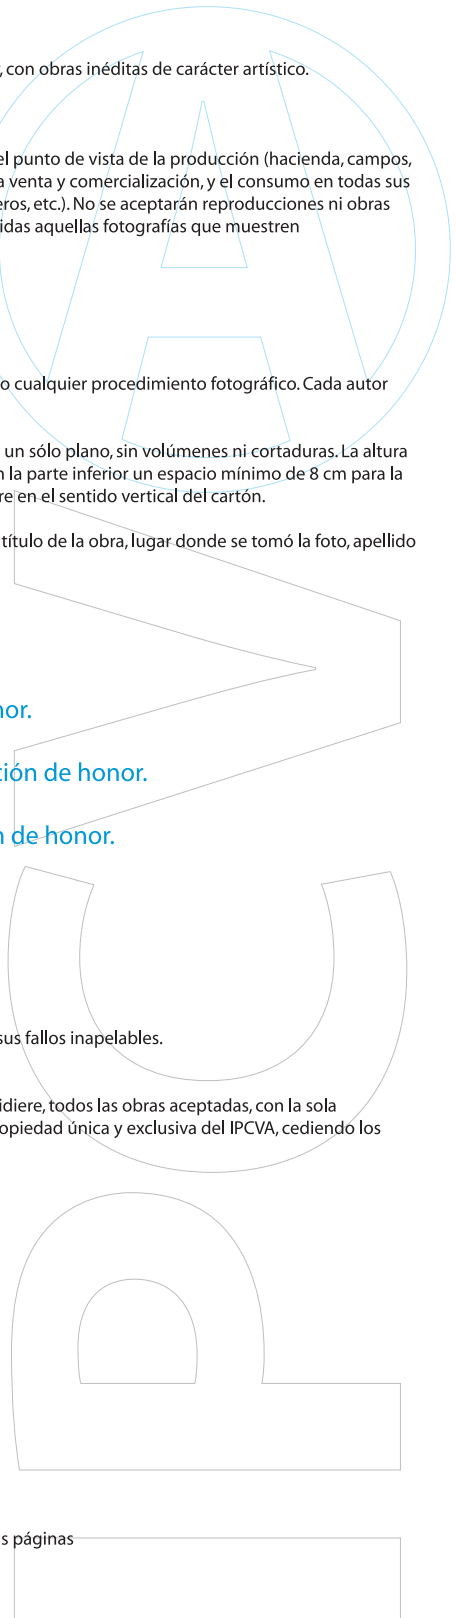 , con obras inéditas de carácter artístico.
el punto de vista de la producción (hacienda, campos,
a venta y comercialización, y el consumo en todas sus
eros, etc.). No se aceptarán reproducciones ni obras
idas aquellas fotografías que muestren
o cualquier procedimiento fotográfico. Cada autor
un sólo plano, sin volúmenes ni cortaduras. La altura
n la parte inferior un espacio mínimo de 8 cm para la
re en el sentido vertical del cartón.
título de la obra, lugar donde se tomó la foto, apellido
nor.
ción de honor.
n de honor.
sus fallos inapelables.
idiere, todos las obras aceptadas, con la sola
opiedad única y exclusiva del IPCVA, cediendo los
s páginas
IPCVA